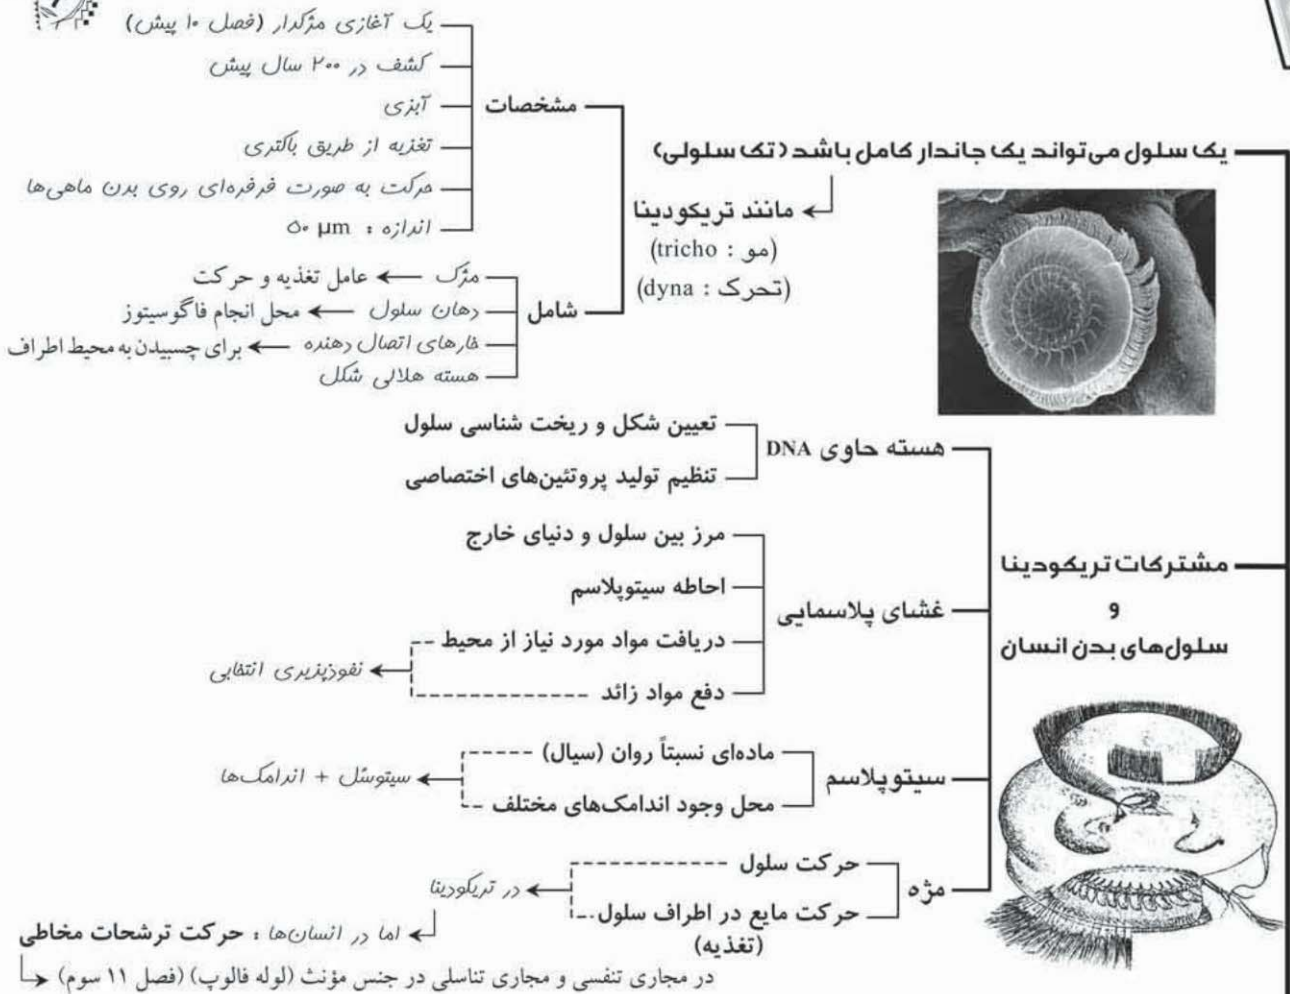 یک سلول می‌تواند یک جاندار کامل باشد (تک سلولی)
مانند تریکودینا
(مو : tricho)
(تحرک : dyna)
مشخصات
یک آغازی مژکدار (فصل ۱۰ پیش)
کشف در ۲۰۰ سال پیش
آبزی
تغزیه از طریق باکتری
حرکت به صورت فرفره‌ای روی بدن ماهی‌ها
اندازه : ۵۰ µm
شامل
مژک ← عامل تغذیه و حرکت
دهان سلول ← محل انجام فاگوسیتوز
خارهای اتصال دهنده ← برای چسبیدن به محیط اطراف
هسته هلالی شکل
مشترکات تریکودینا
و
سلول‌های بدن انسان
هسته حاوی DNA
تعیین شکل و ریخت شناسی سلول
تنظیم تولید پروتئین‌های اختصاصی
غشای پلاسمایی
مرز بین سلول و دنیای خارج
احاطه سیتوپلاسم
دریافت مواد مورد نیاز از محیط
دفع مواد زائد
نفوذپذیری انتخابی
سیتوپلاسم
ماده‌ای نسبتاً روان (سیال)
محل وجود اندامک‌های مختلف
سیتوسُل + اندامک‌ها
مژه
حرکت سلول
حرکت مایع در اطراف سلول
(تغذیه)
در تریکودینا
اما در انسان‌ها : حرکت ترشحات مخاطی
در مجاری تنفسی و مجاری تناسلی در جنس مؤنث (لوله فالوپ) (فصل ۱۱ سوم)